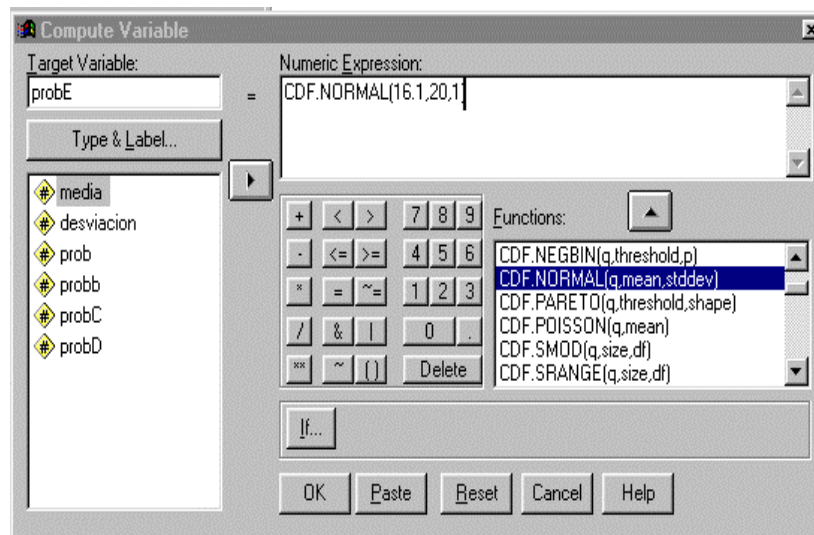 Compute Variable
Target Variable:
probE
=
Numeric Expression:
CDF.NORMAL(16.1,20,1)
Type & Label...
media
desviacion
prob
probb
probC
probD
+ < > 7 8 9
- <= >= 4 5 6
* = ~= 1 2 3
/ & | 0 .
** ~ () Delete
Functions:
CDF.NEGBIN(q,threshold,p)
CDF.NORMAL(q,mean,stddev)
CDF.PARETO(q,threshold,shape)
CDF.POISSON(q,mean)
CDF.SMOD(q,size,df)
CDF.SRANGE(q,size,df)
If...
OK Paste Reset Cancel Help